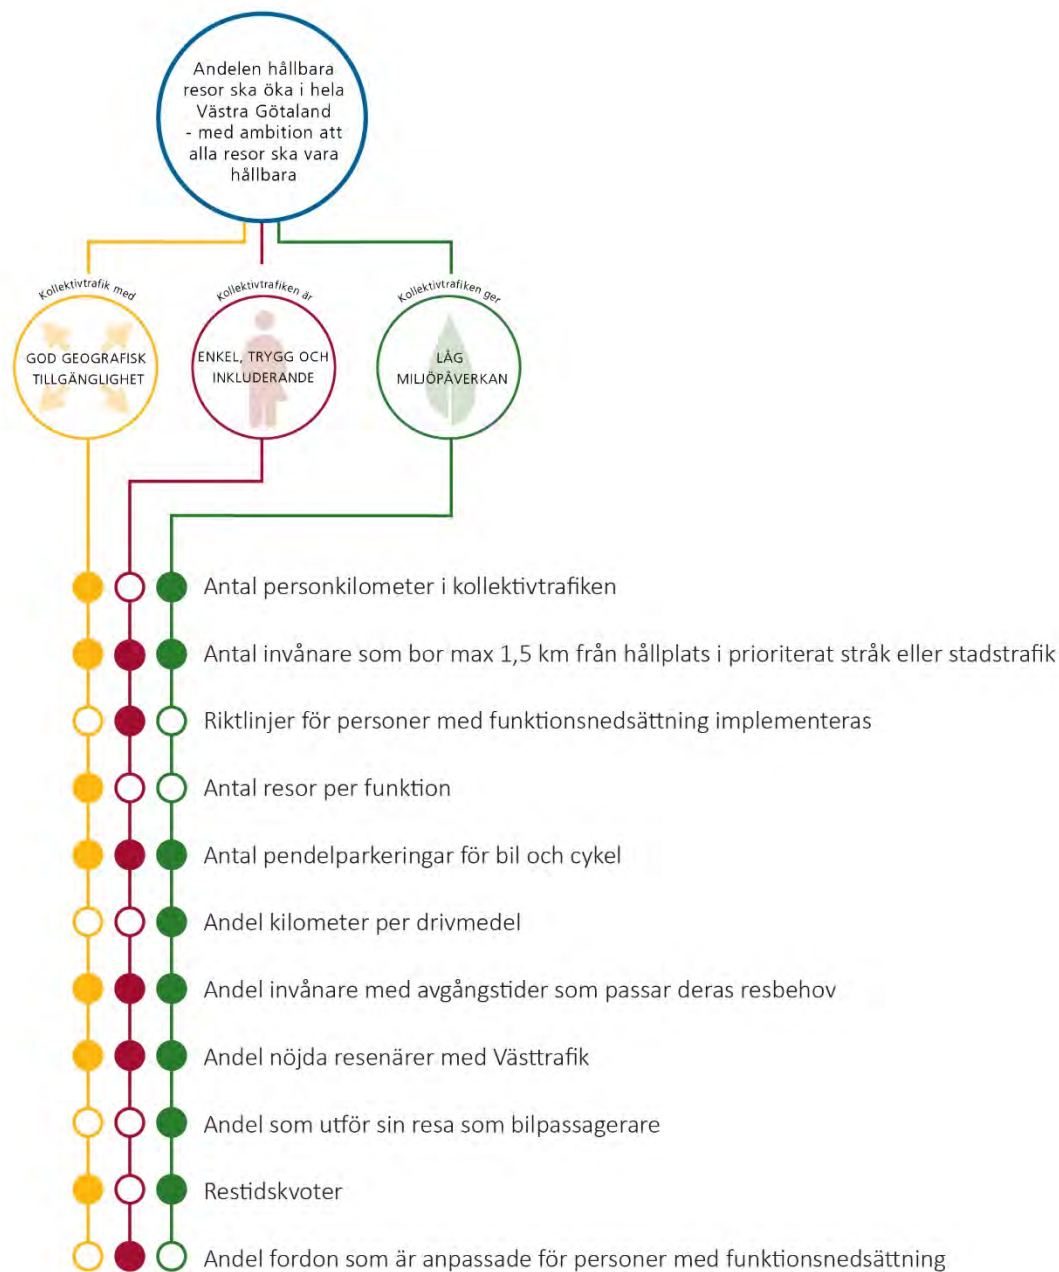 Andelen hållbara
resor ska öka i hela
Västra Götaland
- med ambition att
alla resor ska vara
hållbara
Kollektivtrafik med
GOD GEOGRAFISK
TILLGÄNGLIGHET
Kollektivtrafiken är
ENKEL, TRYGG OCH
INKLUDERANDE
Kollektivtrafiken ger
LÅG
MILJÖPÅVERKAN
Antal personkilometer i kollektivtrafiken
Antal invånare som bor max 1,5 km från hållplats i prioriterat stråk eller stadstrafik
Riktlinjer för personer med funktionsnedsättning implementeras
Antal resor per funktion
Antal pendelparkeringar för bil och cykel
Andel kilometer per drivmedel
Andel invånare med avgångstider som passar deras resbehov
Andel nöjda resenärer med Västtrafik
Andel som utför sin resa som bilpassagerare
Restidskvoter
Andel fordon som är anpassade för personer med funktionsnedsättning